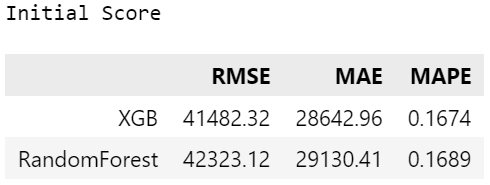 Initial Score
RMSE MAE MAPE
XGB 41482.32 28642.96 0.1674
RandomForest 42323.12 29130.41 0.1689